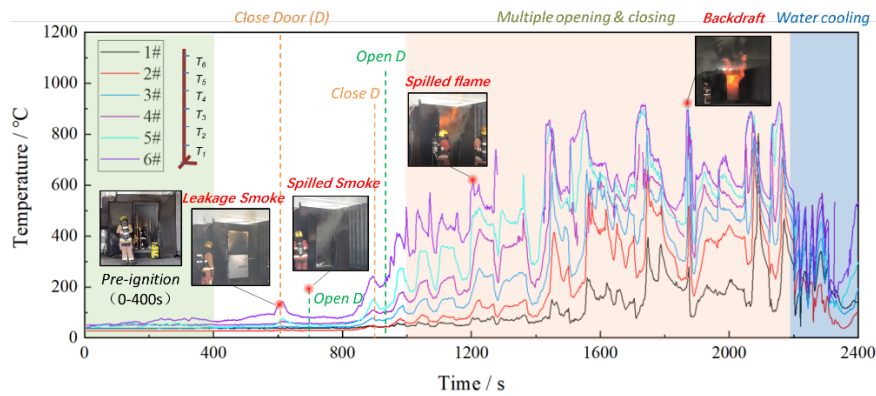 Close Door (D)
Multiple opening & closing
Backdraft
Water cooling
Open D
Close D
Spilled flame
1200
1000
800
600
400
200
0
Temperature / °C
1#
2#
3#
4#
5#
6#
T6
T5
T4
T3
T2
T1
Leakage Smoke
Spilled Smoke
Pre-ignition
（0-400s）
Open D
0
400
800
1200
1600
2000
2400
Time / s